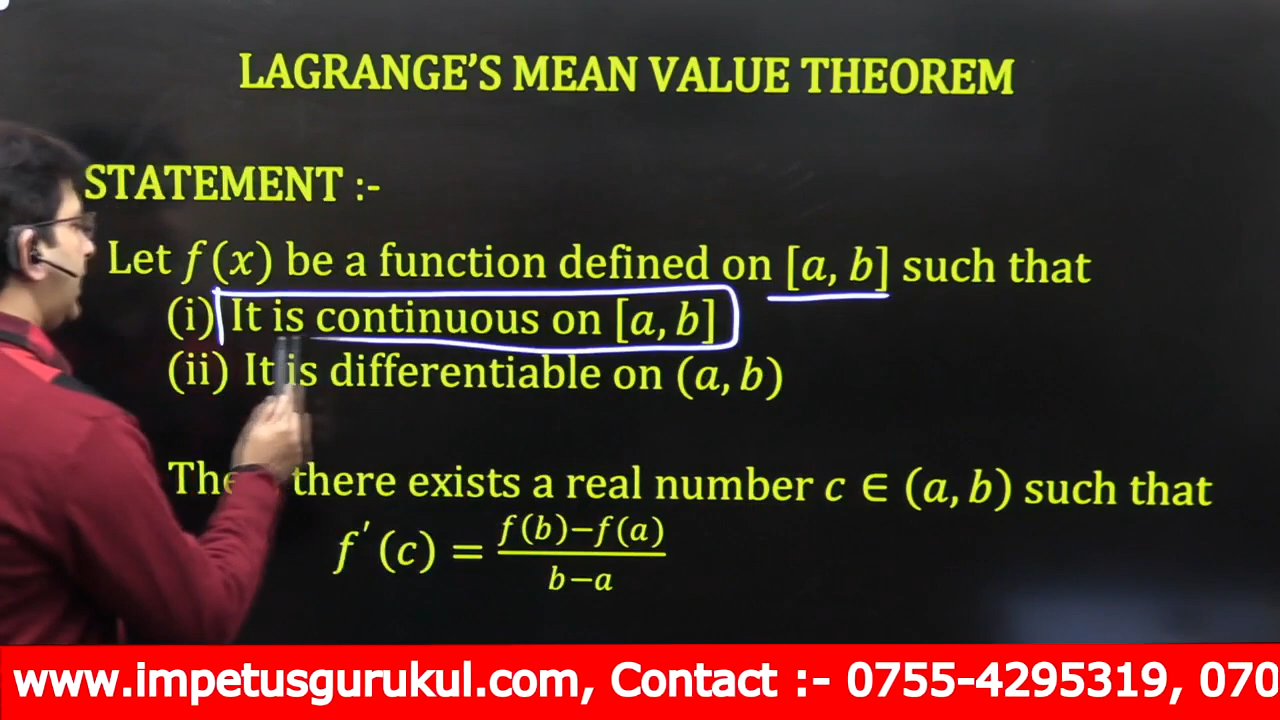 LAGRANGE'S MEAN VALUE THEOREM
STATEMENT :-
Let f(x) be a function defined on [a, b] such that
(i) It is continuous on [a, b]
(ii) It is differentiable on (a, b)
there exists a real number c ∈ (a, b) such that
f′(c) = f(b)−f(a) / b−a
www.impetusgurukul.com, Contact :- 0755-4295319, 070